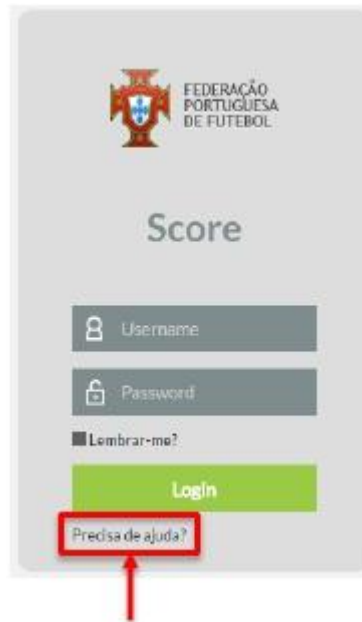 FEDERAÇÃO
PORTUGUESA
DE FUTEBOL
Score
Username
Password
Lembrar-me?
Login
Precisa de ajuda?